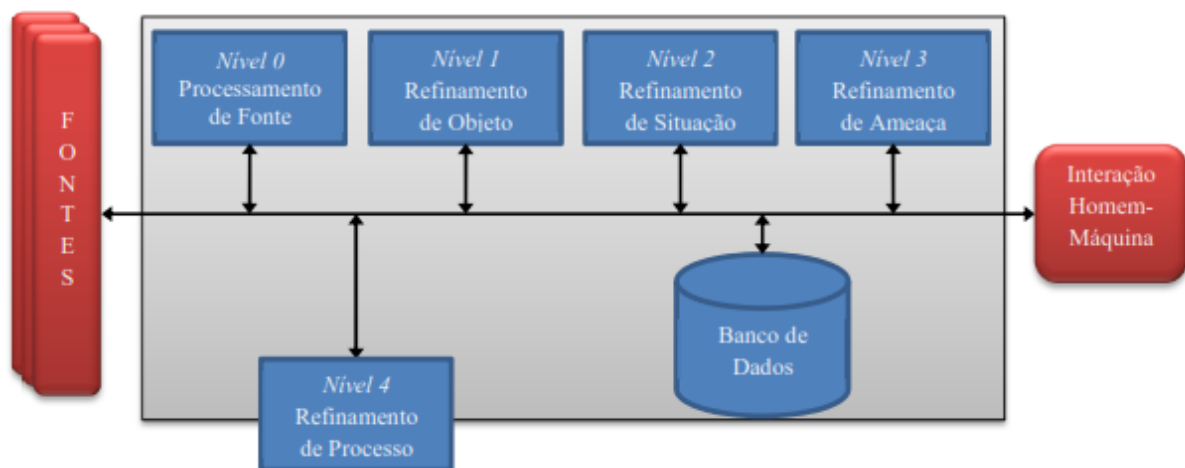 F
O
N
T
E
S
Nível 0
Processamento
de Fonte
Nível 1
Refinamento
de Objeto
Nível 2
Refinamento
de Situação
Nível 3
Refinamento
de Ameaça
Interação
Homem-
Máquina
Banco de
Dados
Nível 4
Refinamento
de Processo